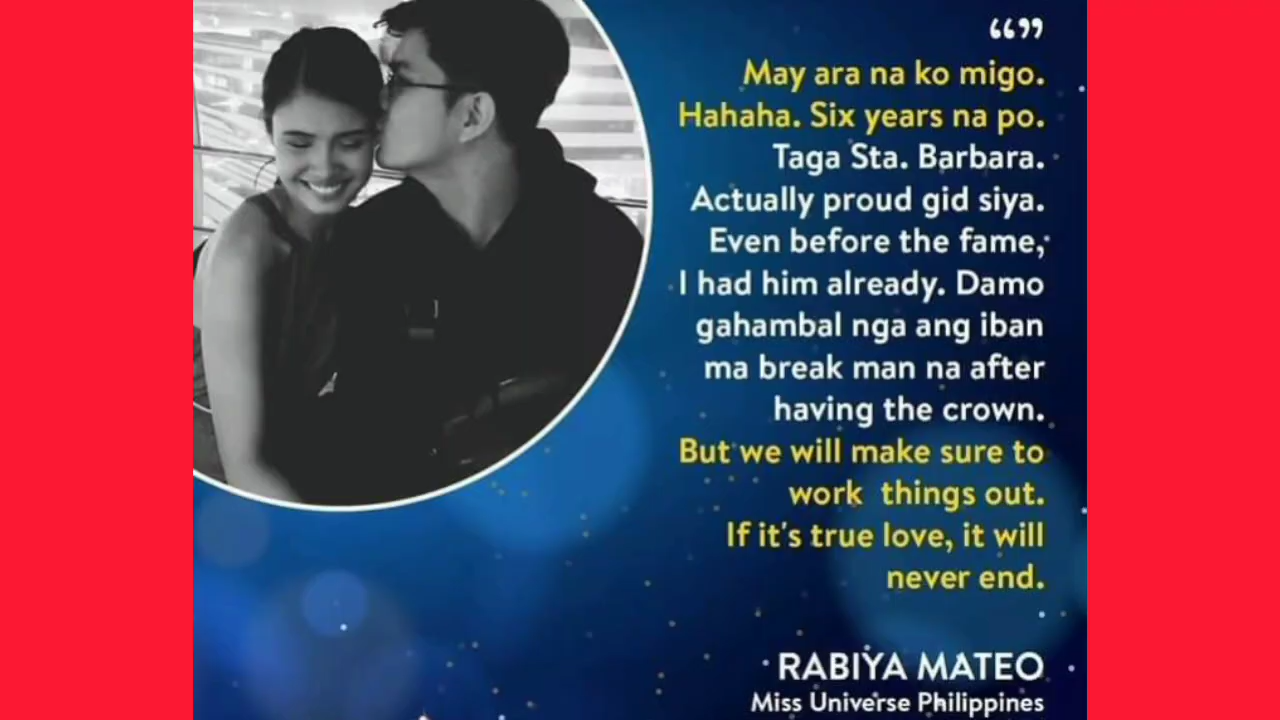 “”
May ara na ko migo.
Hahaha. Six years na po.
Taga Sta. Barbara.
Actually proud gid siya.
Even before the fame,
I had him already. Damo
gahambal nga ang iban
ma break man na after
having the crown.
But we will make sure to
work things out.
If it's true love, it will
never end.
RABIYA MATEO
Miss Universe Philippines